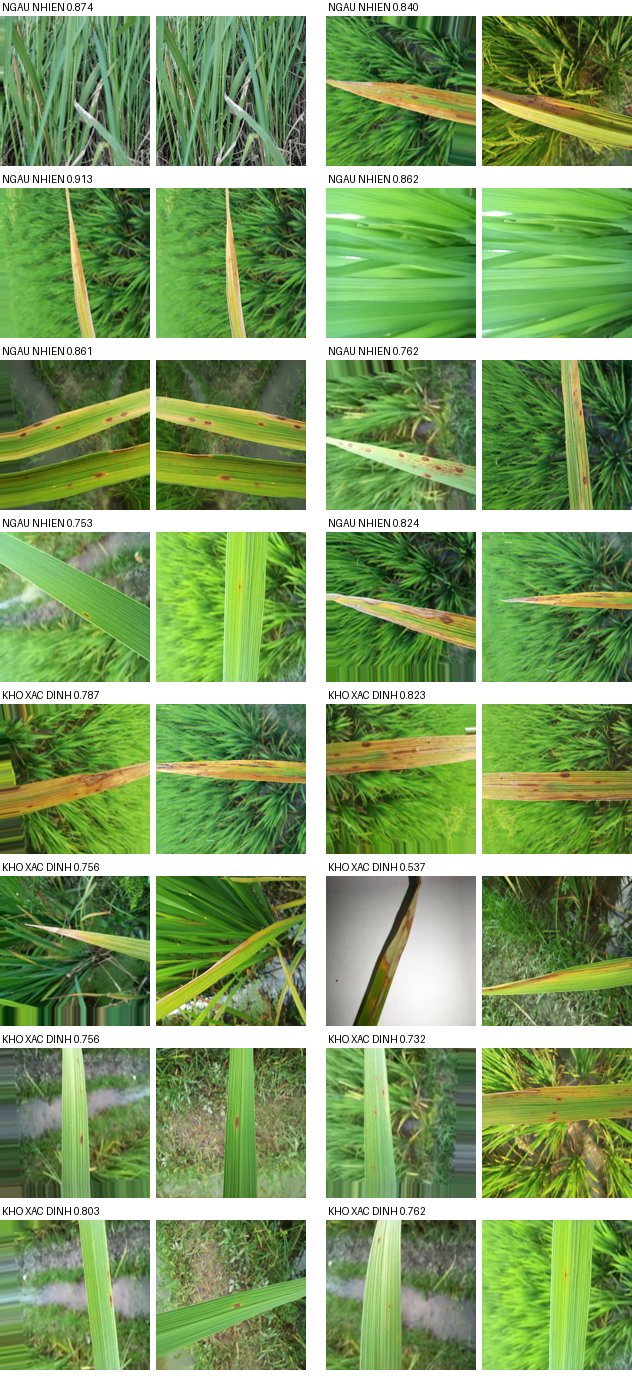 NGAU NHIEN 0.874
NGAU NHIEN 0.840
NGAU NHIEN 0.913
NGAU NHIEN 0.862
NGAU NHIEN 0.861
NGAU NHIEN 0.762
NGAU NHIEN 0.753
NGAU NHIEN 0.824
KHO XAC DINH 0.787
KHO XAC DINH 0.823
KHO XAC DINH 0.756
KHO XAC DINH 0.537
KHO XAC DINH 0.756
KHO XAC DINH 0.732
KHO XAC DINH 0.803
KHO XAC DINH 0.762